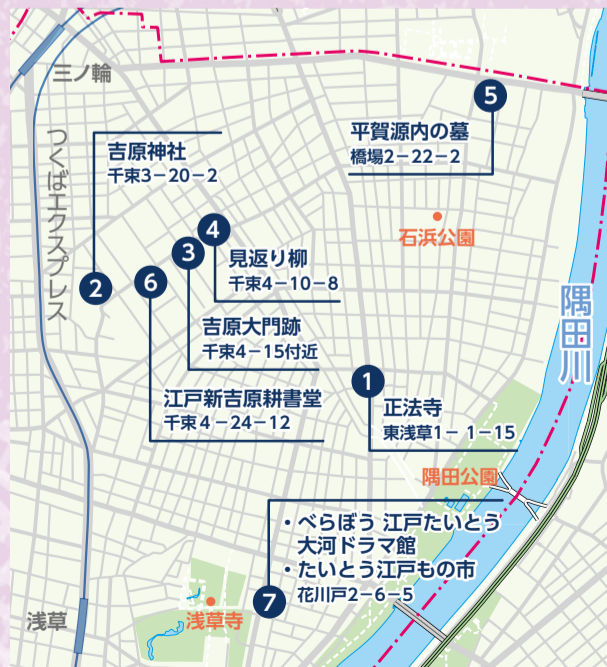 三ノ輪
5
平賀源内の墓
橋場2−22−2
吉原神社
千束3−20−2
つくばエクスプレス
石浜公園
4
見返り柳
千束4−10−8
3
吉原大門跡
千束4−15付近
2
6
江戸新吉原耕書堂
千束4−24−12
隅田川
1
正法寺
東浅草1−1−15
隅田公園
・べらぼう 江戸たいとう
大河ドラマ館
・たいとう江戸もの市
花川戸2−6−5
7
浅草
浅草寺